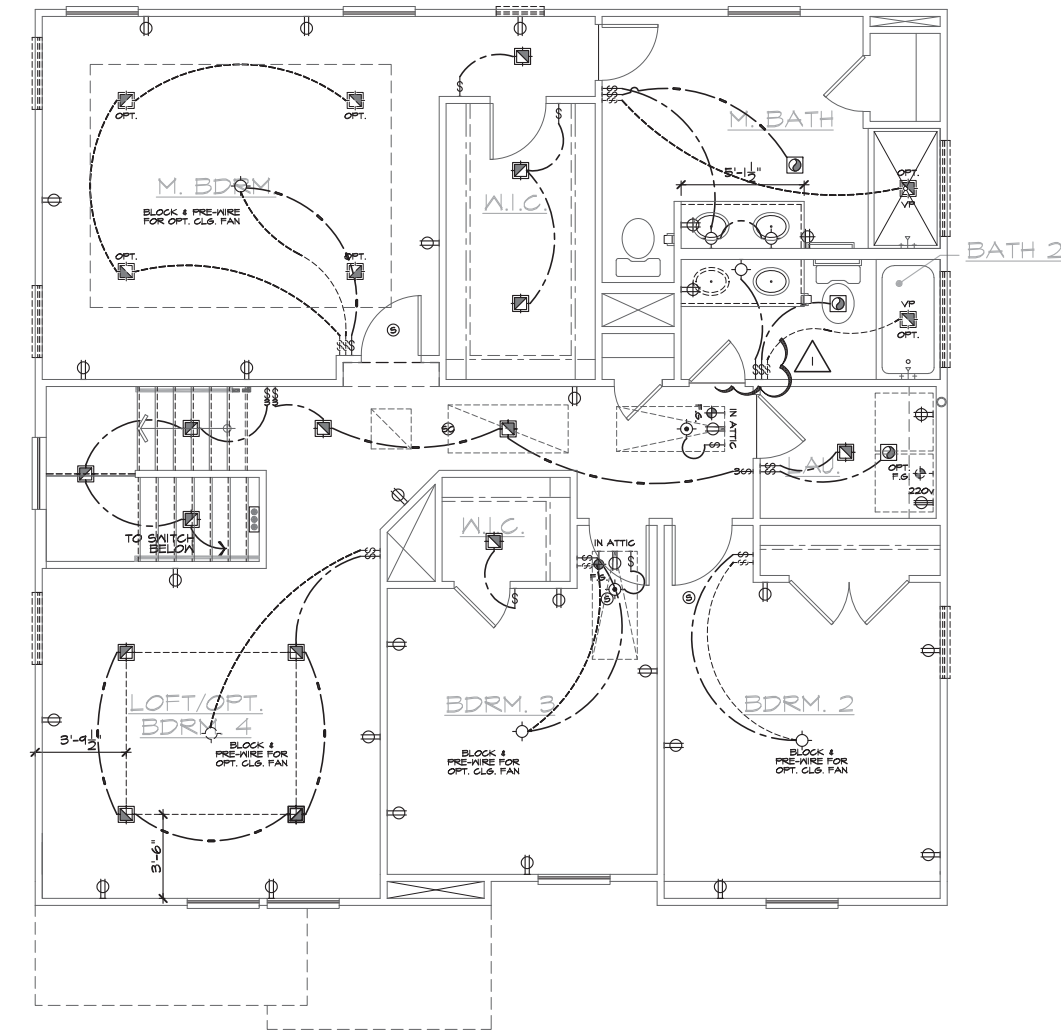 M. BATH
OPT.
OPT.
5'-1½"
OPT.
VP
M. BDRM
BLOCK & PRE-WIRE
FOR OPT. CLG. FAN
W.I.C.
BATH 2
OPT.
OPT.
S
VP
OPT.
1
F.G.
IN ATTIC
LAU.
OPT.
F.G.
220V
W.I.C.
TO SWITCH
BELOW
IN ATTIC
F.G.
S
S
LOFT/OPT.
BDRM. 4
BDRM. 3
BDRM. 2
3'-9½"
BLOCK &
PRE-WIRE FOR
OPT. CLG. FAN
BLOCK &
PRE-WIRE FOR
OPT. CLG. FAN
BLOCK &
PRE-WIRE FOR
OPT. CLG. FAN
3'-6"